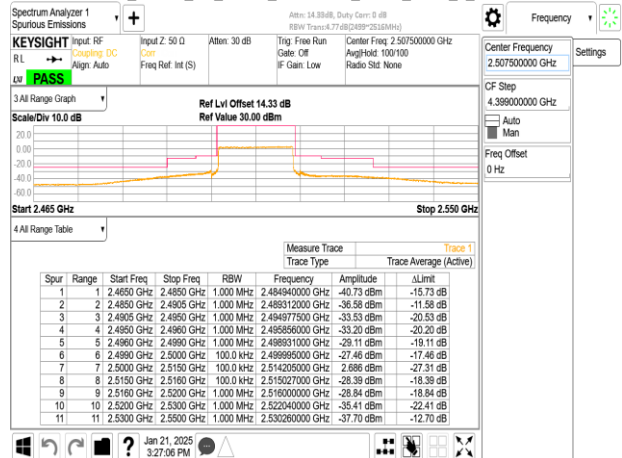 Spectrum Analyzer 1
Spurious Emissions
Attn: 14.33dB, Duty Corr: 0 dB
RBW Trans:4.77dB(2499~2516MHz)
Frequency
KEYSIGHT
Input: RF
Input Z: 50 Ω
Atten: 30 dB
Trig: Free Run
Center Freq: 2.507500000 GHz
RL
Coupling: DC
Corr
Gate: Off
Avg|Hold: 100/100
Align: Auto
Freq Ref: Int (S)
IF Gain: Low
Radio Std: None
LXI
PASS
Center Frequency
Settings
2.507500000 GHz
CF Step
4.399000000 GHz
Auto
Man
Freq Offset
0 Hz
3 All Range Graph
Ref Lvl Offset 14.33 dB
Scale/Div 10.0 dB
Ref Value 30.00 dBm
20.0
0.00
-20.0
-40.0
-60.0
Start 2.465 GHz
Stop 2.550 GHz
4 All Range Table
Measure Trace
Trace 1
Trace Type
Trace Average (Active)
Spur Range Start Freq Stop Freq RBW Frequency Amplitude ΔLimit
1 1 2.4650 GHz 2.4850 GHz 1.000 MHz 2.484940000 GHz -40.73 dBm -15.73 dB
2 2 2.4850 GHz 2.4905 GHz 1.000 MHz 2.489312000 GHz -36.58 dBm -11.58 dB
3 3 2.4905 GHz 2.4950 GHz 1.000 MHz 2.494977500 GHz -33.53 dBm -20.53 dB
4 4 2.4950 GHz 2.4960 GHz 1.000 MHz 2.495856000 GHz -33.20 dBm -20.20 dB
5 5 2.4960 GHz 2.4990 GHz 1.000 MHz 2.498931000 GHz -29.11 dBm -19.11 dB
6 6 2.4990 GHz 2.5000 GHz 100.0 kHz 2.499995000 GHz -27.46 dBm -17.46 dB
7 7 2.5000 GHz 2.5150 GHz 100.0 kHz 2.514205000 GHz 2.686 dBm -27.31 dB
8 8 2.5150 GHz 2.5160 GHz 100.0 kHz 2.515027000 GHz -28.39 dBm -18.39 dB
9 9 2.5160 GHz 2.5200 GHz 1.000 MHz 2.516000000 GHz -28.84 dBm -18.84 dB
10 10 2.5200 GHz 2.5300 GHz 1.000 MHz 2.522040000 GHz -35.41 dBm -22.41 dB
11 11 2.5300 GHz 2.5500 GHz 1.000 MHz 2.530260000 GHz -37.70 dBm -12.70 dB
Jan 21, 2025
3:27:06 PM